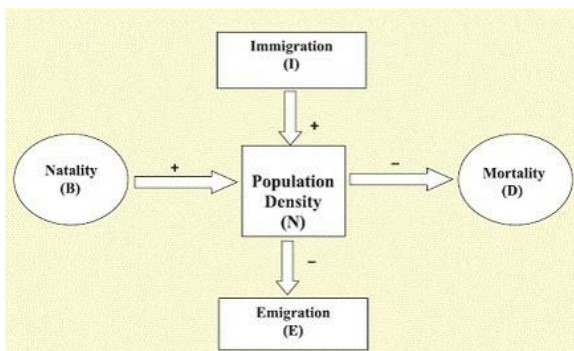 Immigration
(I)
+
Natality
(B)
+
Population
Density
(N)
–
Mortality
(D)
–
Emigration
(E)